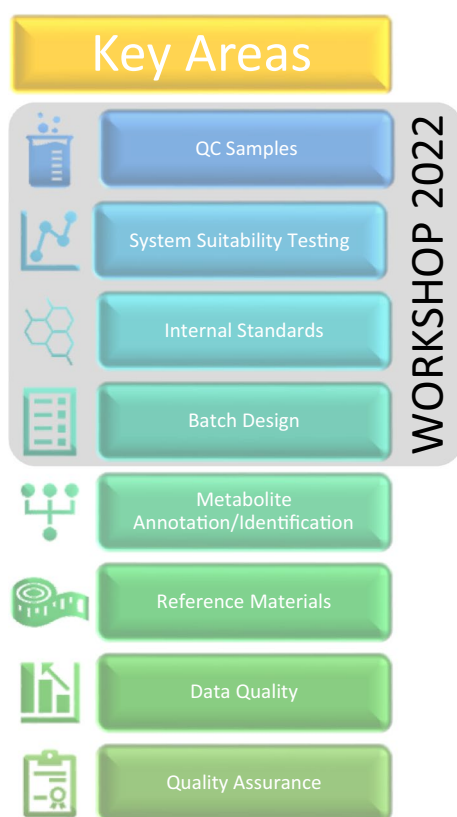 Key Areas
QC Samples
System Suitability Testing
Internal Standards
Batch Design
WORKSHOP 2022
Metabolite
Annotation/Identification
Reference Materials
Data Quality
Quality Assurance